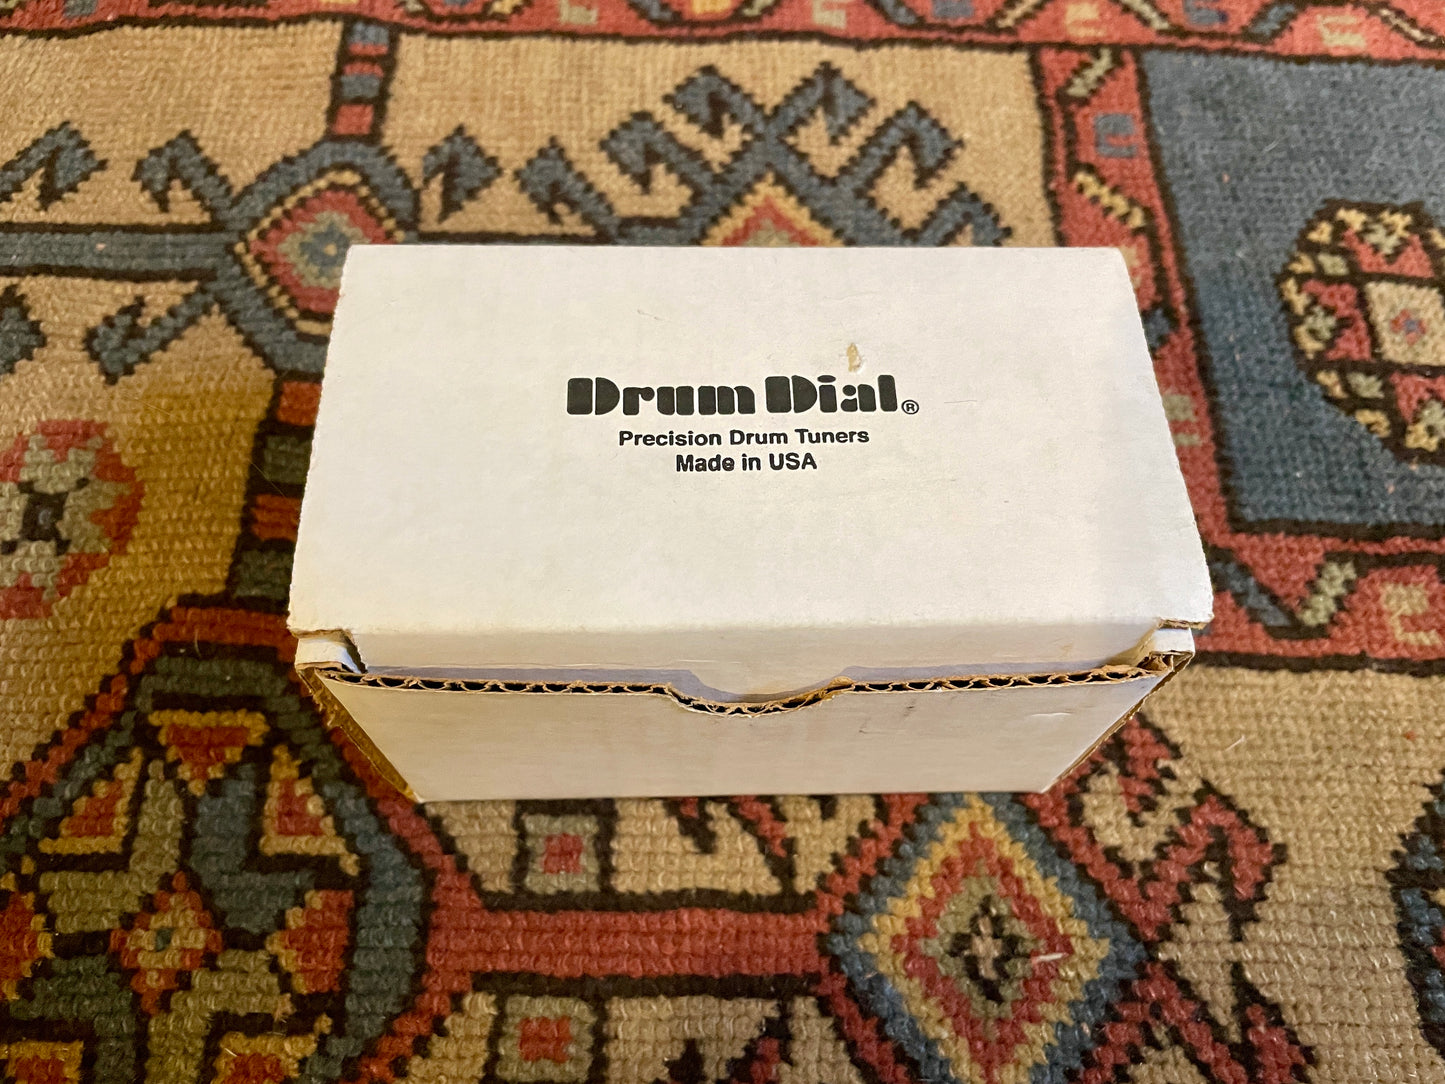 Drum Dial®
Precision Drum Tuners
Made in USA